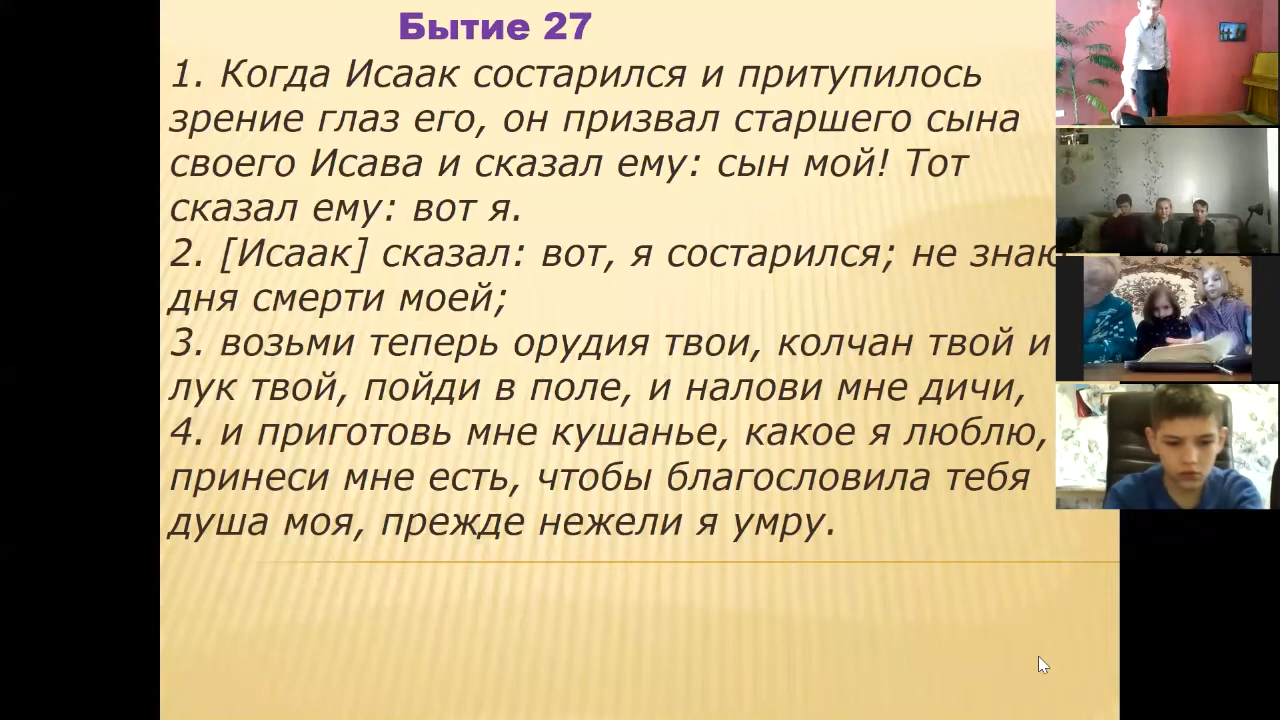 Бытие 27
1. Когда Исаак состарился и притупилось
зрение глаз его, он призвал старшего сына
своего Исава и сказал ему: сын мой! Тот
сказал ему: вот я.
2. [Исаак] сказал: вот, я состарился; не знаю
дня смерти моей;
3. возьми теперь орудия твои, колчан твой и
лук твой, пойди в поле, и налови мне дичи,
4. и приготовь мне кушанье, какое я люблю,
принеси мне есть, чтобы благословила тебя
душа моя, прежде нежели я умру.